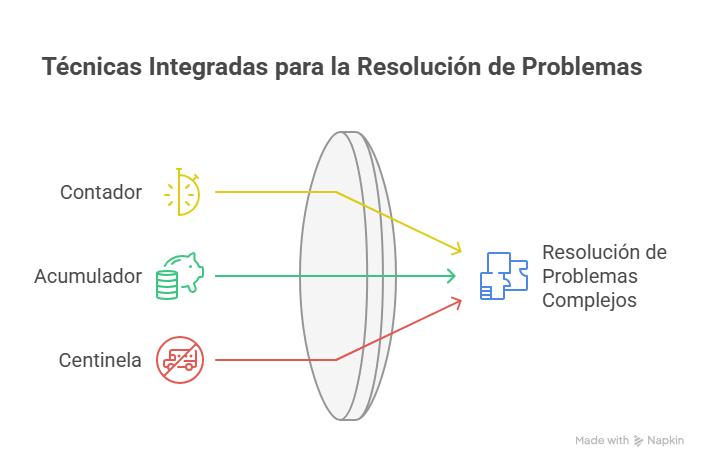 Técnicas Integradas para la Resolución de Problemas
Contador
Acumulador
Centinela
Resolución de
Problemas
Complejos
Made with Napkin